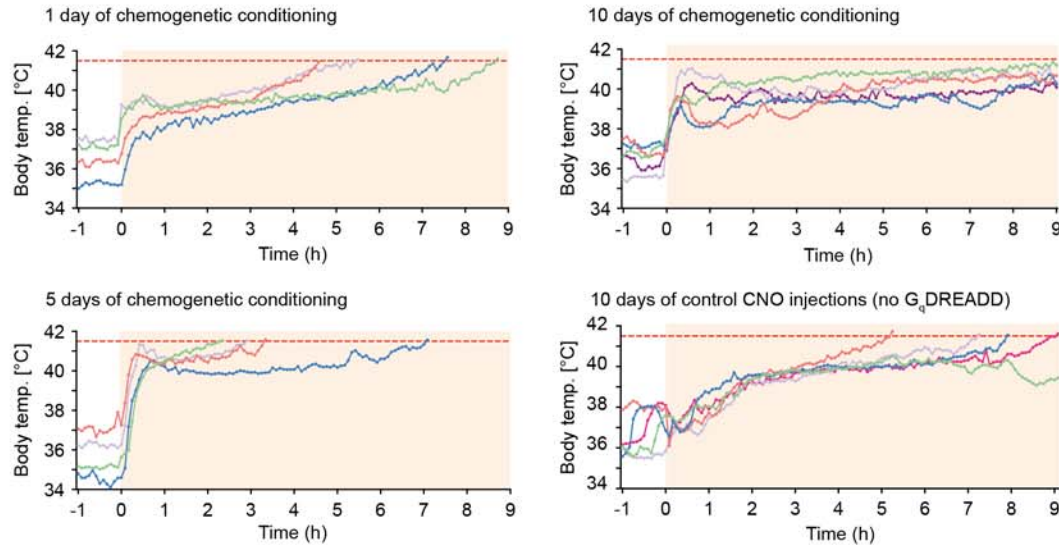 1 day of chemogenetic conditioning
Body temp. [°C]
42
40
38
36
34
-1 0 1 2 3 4 5 6 7 8 9
Time (h)
10 days of chemogenetic conditioning
Body temp. [°C]
42
40
38
36
34
-1 0 1 2 3 4 5 6 7 8 9
Time (h)
5 days of chemogenetic conditioning
Body temp. [°C]
42
40
38
36
34
-1 0 1 2 3 4 5 6 7 8 9
Time (h)
10 days of control CNO injections (no GqDREADD)
Body temp. [°C]
42
40
38
36
34
-1 0 1 2 3 4 5 6 7 8 9
Time (h)